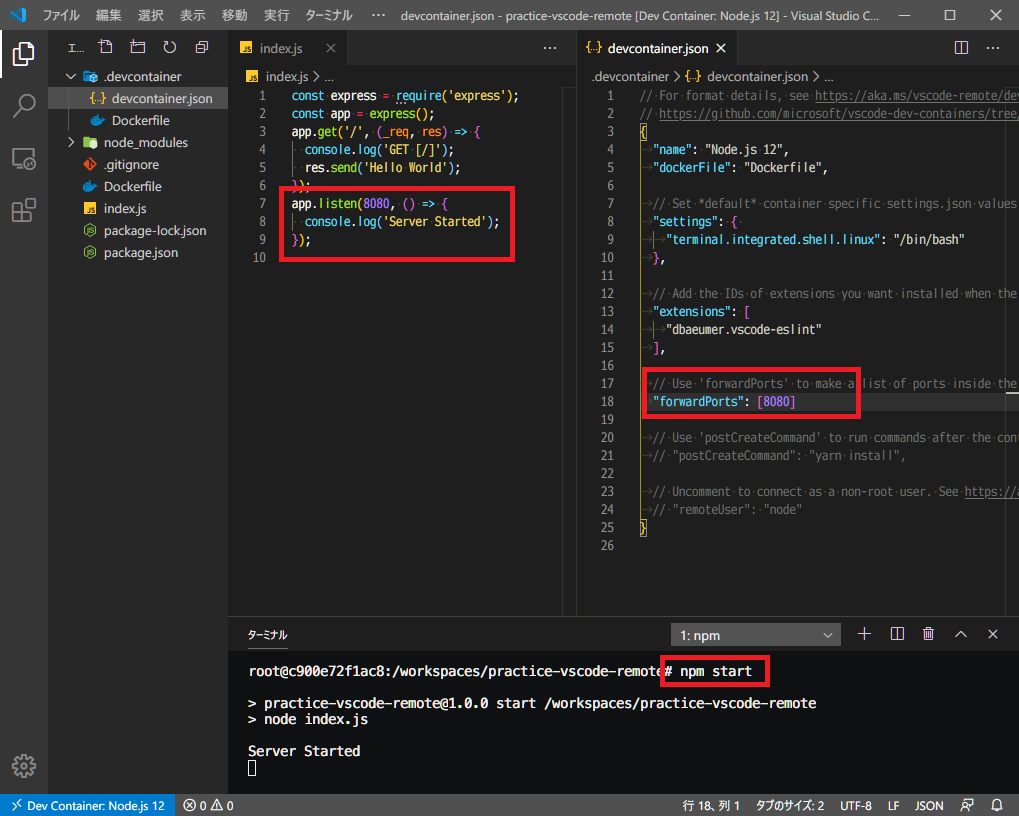 ファイル 編集 選択 表示 移動 実行 ターミナル ··· devcontainer.json - practice-vscode-remote [Dev Container: Node.js 12] - Visual Studio C...
I...
.devcontainer
{..} devcontainer.json
Dockerfile
node_modules
.gitignore
Dockerfile
JS index.js
package-lock.json
package.json
JS index.js
JS index.js > ...
1 const express = require('express');
2 const app = express();
3 app.get('/', (_req, res) => {
4 console.log('GET [/]');
5 res.send('Hello World');
6 });
7 app.listen(8080, () => {
8 console.log('Server Started');
9 });
10
{..} devcontainer.json
.devcontainer > {..} devcontainer.json > ...
1 // For format details, see https://aka.ms/vscode-remote/de
2 // https://github.com/microsoft/vscode-dev-containers/tree/
3 {
4 "name": "Node.js 12",
5 "dockerFile": "Dockerfile",
6
7 // Set *default* container specific settings.json values
8 "settings": {
9 "terminal.integrated.shell.linux": "/bin/bash"
10 },
11
12 // Add the IDs of extensions you want installed when the
13 "extensions": [
14 "dbaeumer.vscode-eslint"
15 ],
16
17 // Use 'forwardPorts' to make a list of ports inside the
18 "forwardPorts": [8080]
19
20 // Use 'postCreateCommand' to run commands after the con
21 // "postCreateCommand": "yarn install",
22
23 // Uncomment to connect as a non-root user. See https://a
24 // "remoteUser": "node"
25 }
26
ターミナル
1: npm
root@c900e72f1ac8:/workspaces/practice-vscode-remote# npm start
> practice-vscode-remote@1.0.0 start /workspaces/practice-vscode-remote
> node index.js
Server Started
Dev Container: Node.js 12 0 0 行 18、列 1 タブのサイズ: 2 UTF-8 LF JSON